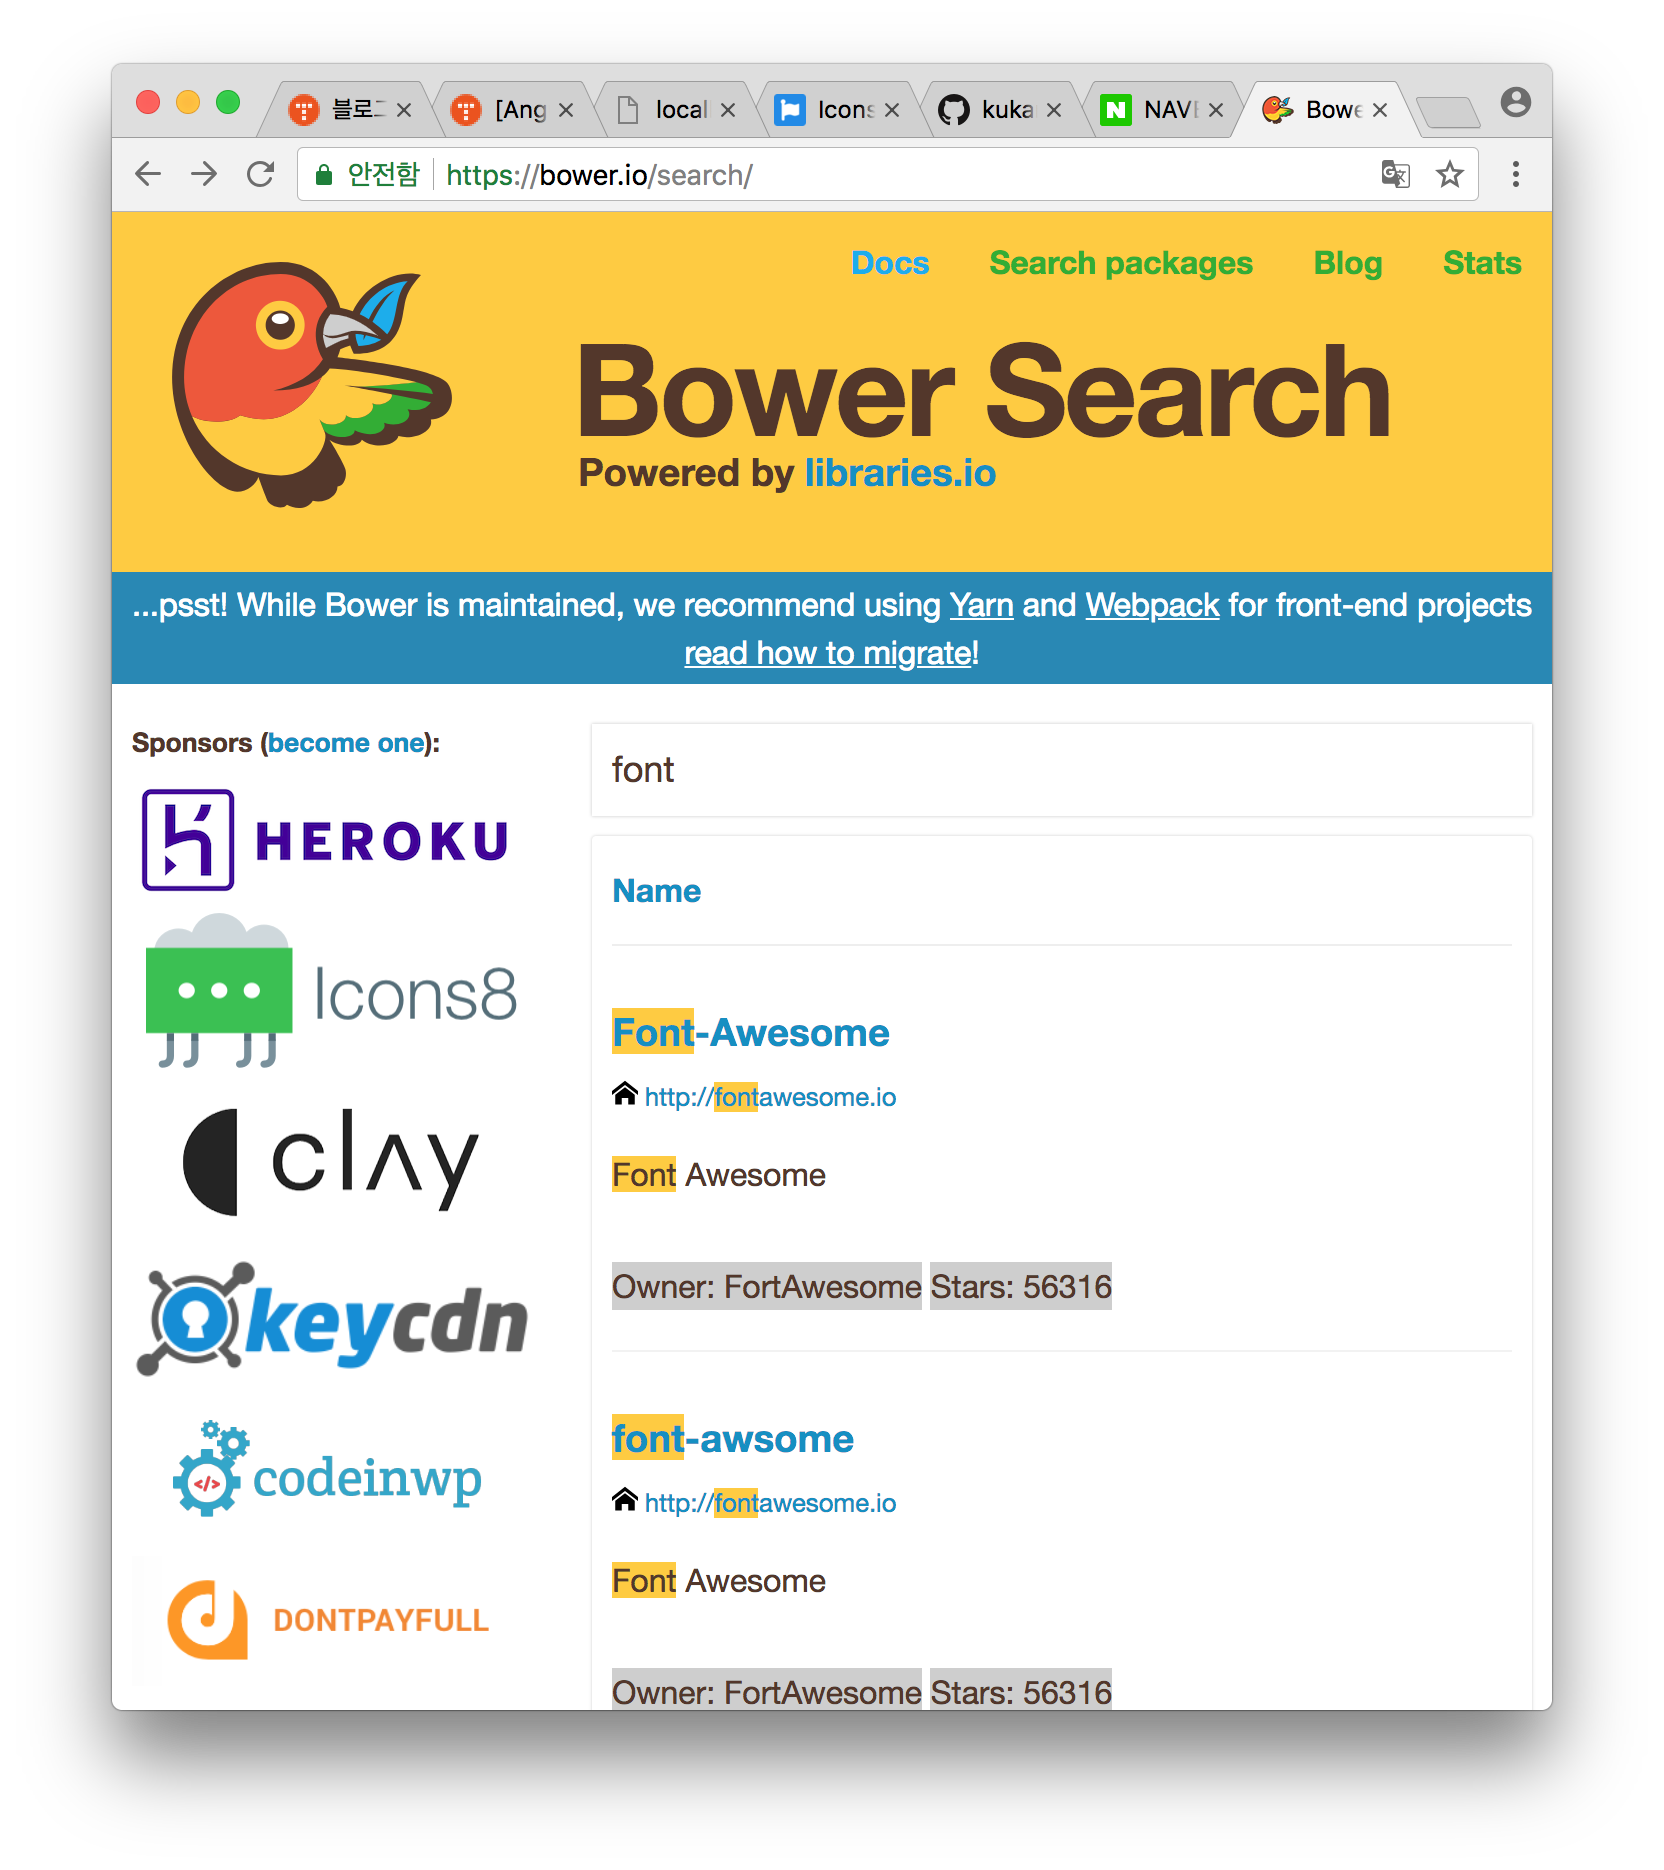 블로그 [Ang local Icons kuka NAVE Bowe
안전함 https://bower.io/search/
Docs Search packages Blog Stats
Bower Search
Powered by libraries.io
...psst! While Bower is maintained, we recommend using Yarn and Webpack for front-end projects
read how to migrate!
Sponsors (become one):
HEROKU
Icons8
clay
keycdn
codeinwp
DONTPAYFULL
font
Name
Font-Awesome
http://fontawesome.io
Font Awesome
Owner: FortAwesome Stars: 56316
font-awsome
http://fontawesome.io
Font Awesome
Owner: FortAwesome Stars: 56316